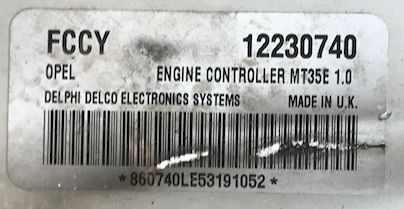 FCCY 12230740
OPEL ENGINE CONTROLLER MT35E 1.0
DELPHI DELCO ELECTRONICS SYSTEMS MADE IN U.K.
*860740LE53191052*